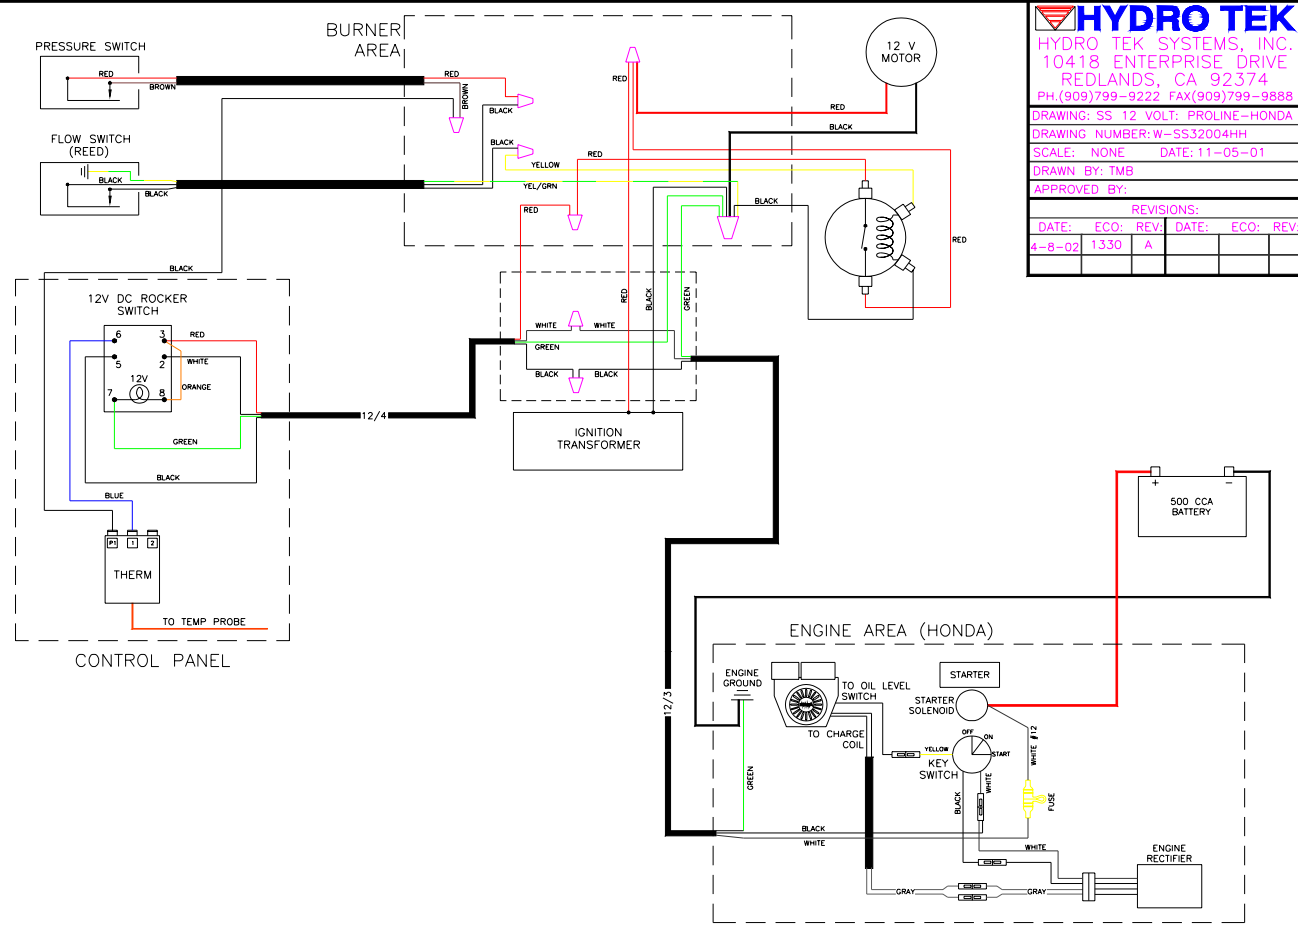 HYDRO TEK
HYDRO TEK SYSTEMS, INC.
10418 ENTERPRISE DRIVE
REDLANDS, CA 92374
PH.(909)799-9222 FAX(909)799-9888
DRAWING: SS 12 VOLT: PROLINE-HONDA
DRAWING NUMBER: W-SS32004HH
SCALE: NONE DATE: 11-05-01
DRAWN BY: TMB
APPROVED BY:
REVISIONS:
DATE: ECO: REV: DATE: ECO: REV:
4-8-02 1330 A
BURNER
AREA
PRESSURE SWITCH
RED
BROWN
RED
BROWN
BLACK
FLOW SWITCH
(REED)
BLACK
BLACK
BLACK
YELLOW
YEL/GRN
RED
RED
RED
12 V
MOTOR
RED
BLACK
BLACK
RED
BLACK
RED
BLACK
GREEN
12V DC ROCKER
SWITCH
6 3
RED
5 2
WHITE
12V
7 8
ORANGE
GREEN
BLACK
BLUE
P1 1 2
THERM
TO TEMP PROBE
CONTROL PANEL
12/4
WHITE WHITE
GREEN
BLACK BLACK
IGNITION
TRANSFORMER
12/3
+ −
500 CCA
BATTERY
ENGINE AREA (HONDA)
ENGINE
GROUND
TO OIL LEVEL
SWITCH
TO CHARGE
COIL
STARTER
STARTER
SOLENOID
OFF
ON
START
YELLOW
KEY
SWITCH
WHITE #12
FUSE
GREEN
BLACK
WHITE
BLACK
WHITE
WHITE
GRAY GRAY
ENGINE
RECTIFIER